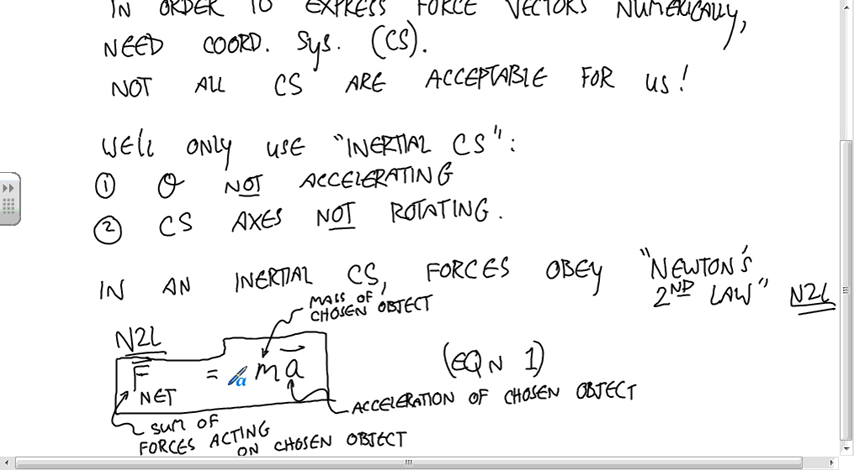 IN ORDER TO EXPRESS FORCE VECTORS NUMERICALLY,
NEED COORD. SYS. (CS).
NOT ALL CS ARE ACCEPTABLE FOR US!
WE'LL ONLY USE "INERTIAL CS":
① O NOT ACCELERATING
② CS AXES NOT ROTATING.
IN AN INERTIAL CS, FORCES OBEY "NEWTON'S
2ND LAW" N2L
MASS OF
CHOSEN OBJECT
N2L
F NET = m a
(EQN 1)
ACCELERATION OF CHOSEN OBJECT
SUM OF
FORCES ACTING
ON CHOSEN OBJECT